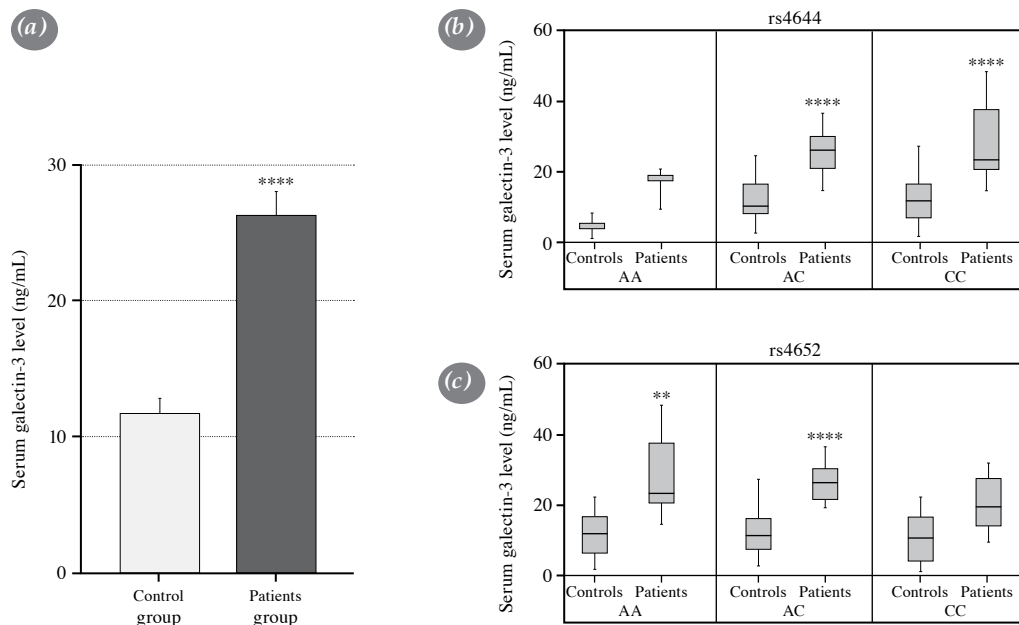 (a)
Serum galectin-3 level (ng/mL)
30
20
10
0
****
Control
group
Patients
group
(b)
rs4644
Serum galectin-3 level (ng/mL)
60
40
20
0
****
****
Controls Patients Controls Patients Controls Patients
AA AC CC
(c)
rs4652
Serum galectin-3 level (ng/mL)
60
40
20
0
**
****
Controls Patients Controls Patients Controls Patients
AA AC CC